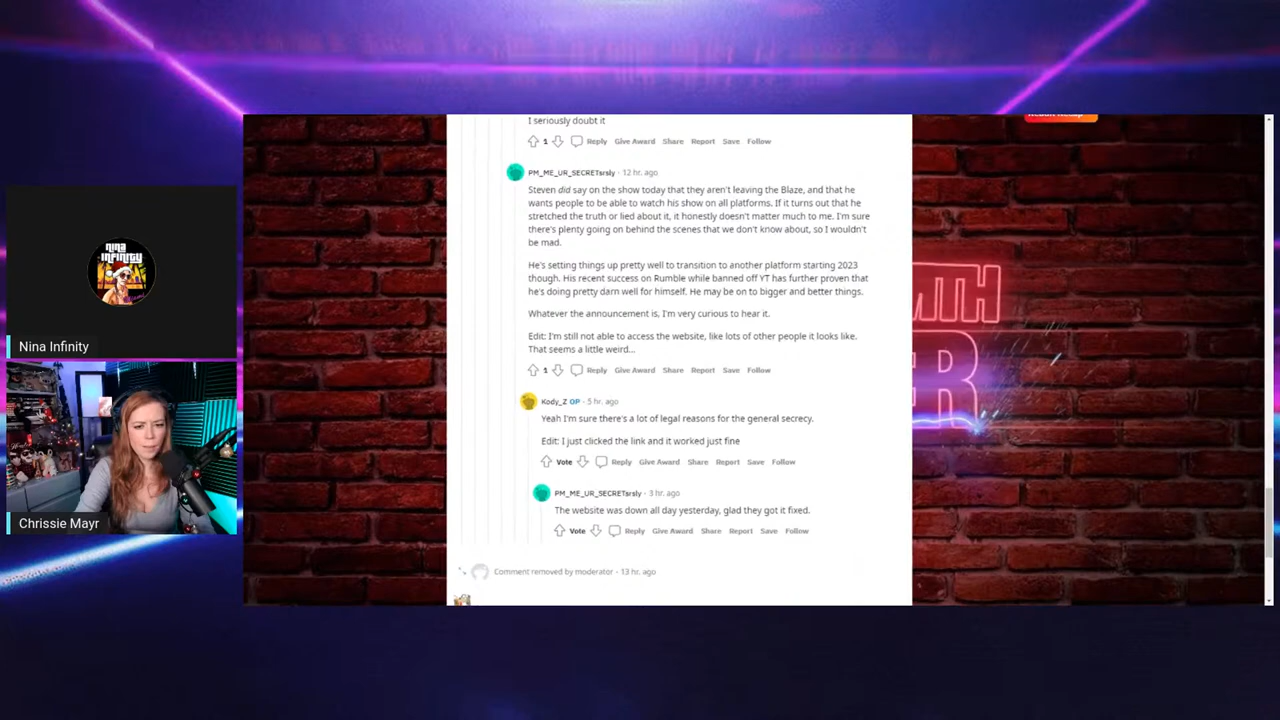 I seriously doubt it
1 Reply Give Award Share Report Save Follow
PM_ME_UR_SECRETsrsly · 12 hr. ago
Steven did say on the show today that they aren't leaving the Blaze, and that he
wants people to be able to watch his show on all platforms. If it turns out that he
stretched the truth or lied about it, it honestly doesn't matter much to me. I'm sure
there's plenty going on behind the scenes that we don't know about, so I wouldn't
be mad.
He's setting things up pretty well to transition to another platform starting 2023
though. His recent success on Rumble while banned off YT has further proven that
he's doing pretty darn well for himself. He may be on to bigger and better things.
Whatever the announcement is, I'm very curious to hear it.
Edit: I'm still not able to access the website, like lots of other people it looks like.
That seems a little weird...
1 Reply Give Award Share Report Save Follow
Kody_Z OP · 5 hr. ago
Yeah I'm sure there's a lot of legal reasons for the general secrecy.
Edit: I just clicked the link and it worked just fine
Vote Reply Give Award Share Report Save Follow
PM_ME_UR_SECRETsrsly · 3 hr. ago
The website was down all day yesterday, glad they got it fixed.
Vote Reply Give Award Share Report Save Follow
Comment removed by moderator · 13 hr. ago
NINA
INFINITY
Nina Infinity
Chrissie Mayr